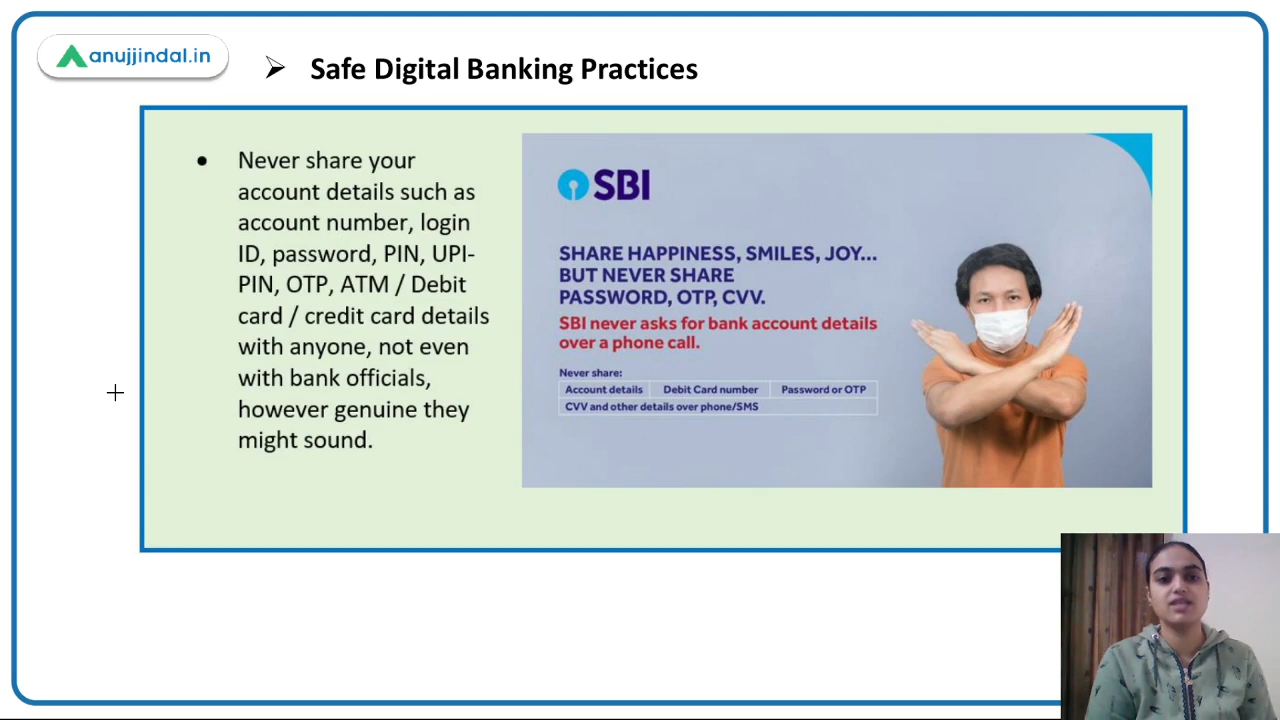 anujjindal.in
➢ Safe Digital Banking Practices
• Never share your
account details such as
account number, login
ID, password, PIN, UPI-
PIN, OTP, ATM / Debit
card / credit card details
with anyone, not even
with bank officials,
however genuine they
might sound.
SBI
SHARE HAPPINESS, SMILES, JOY...
BUT NEVER SHARE
PASSWORD, OTP, CVV.
SBI never asks for bank account details
over a phone call.
Never share:
Account details Debit Card number Password or OTP
CVV and other details over phone/SMS